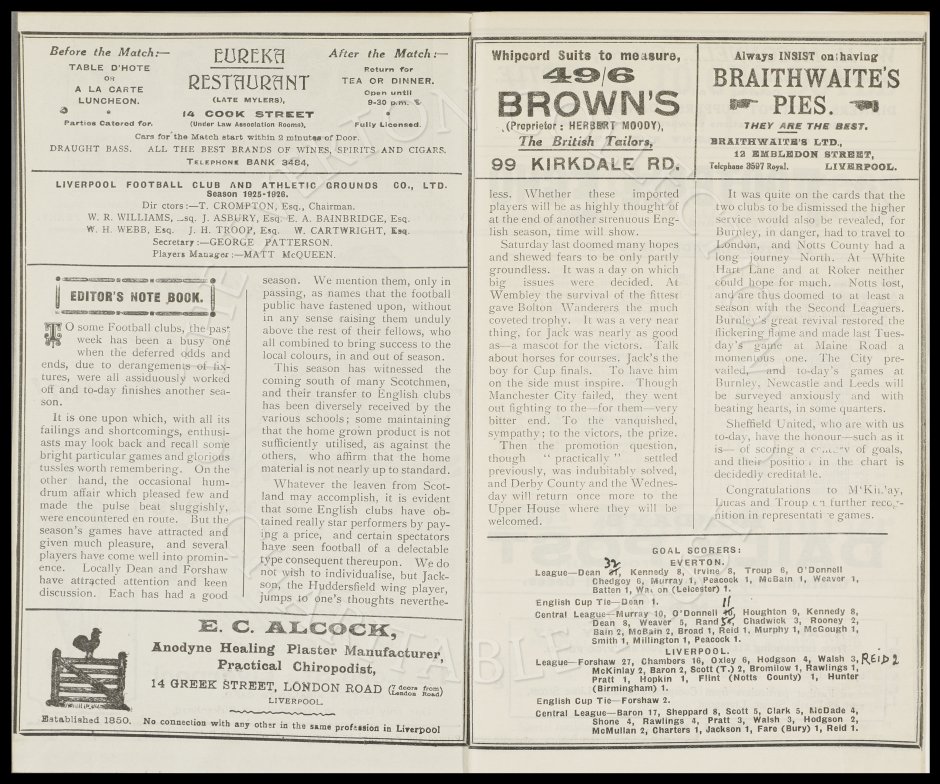 Before the Match:—
TABLE D'HOTE
OR
A LA CARTE
LUNCHEON.
Parties Catered for.
EUREKA
RESTAURANT
(LATE MYLERS),
14 COOK STREET
(Under Law Association Rooms),
After the Match:—
Return for
TEA OR DINNER.
Open until
9-30 p.m.
Fully Licensed.
Cars for the Match start within 2 minutes of Door.
DRAUGHT BASS. ALL THE BEST BRANDS OF WINES, SPIRITS AND CIGARS.
TELEPHONE BANK 3484,
LIVERPOOL FOOTBALL CLUB AND ATHLETIC GROUNDS CO., LTD.
Season 1925-1926.
Dir ctors:—T. CROMPTON, Esq., Chairman.
W. R. WILLIAMS, sq. J. ASBURY, Esq. E. A. BAINBRIDGE, Esq.
W. H. WEBB, Esq. J. H. TROOP, Esq. W. CARTWRIGHT, Esq.
Secretary:—GEORGE PATTERSON.
Players Manager:—MATT McQUEEN.
EDITOR'S NOTE BOOK.
TO some Football clubs, the past
week has been a busy one
when the deferred odds and
ends, due to derangements of fix-
tures, were all assiduously worked
off and to-day finishes another sea-
son.
It is one upon which, with all its
failings and shortcomings, enthusi-
asts may look back and recall some
bright particular games and glorious
tussles worth remembering. On the
other hand, the occasional hum-
drum affair which pleased few and
made the pulse beat sluggishly,
were encountered en route. But the
season's games have attracted and
given much pleasure, and several
players have come well into promin-
ence. Locally Dean and Forshaw
have attracted attention and keen
discussion. Each has had a good
season. We mention them, only in
passing, as names that the football
public have fastened upon, without
in any sense raising them unduly
above the rest of their fellows, who
all combined to bring success to the
local colours, in and out of season.
This season has witnessed the
coming south of many Scotchmen,
and their transfer to English clubs
has been diversely received by the
various schools; some maintaining
that the home grown product is not
sufficiently utilised, as against the
others, who affirm that the home
material is not nearly up to standard.
Whatever the leaven from Scot-
land may accomplish, it is evident
that some English clubs have ob-
tained really star performers by pay-
ing a price, and certain spectators
have seen football of a delectable
type consequent thereupon. We do
not wish to individualise, but Jack-
son, the Huddersfield wing player,
jumps to one's thoughts neverthe-
E. C. ALCOCK,
Anodyne Healing Plaster Manufacturer,
Practical Chiropodist,
14 GREEK STREET, LONDON ROAD (7 doors from London Road)
LIVERPOOL.
Established 1850. No connection with any other in the same profession in Liverpool
Whipcord Suits to measure,
49/6
BROWN'S
(Proprietor: HERBERT MOODY),
The British Tailors,
99 KIRKDALE RD.
Always INSIST on having
BRAITHWAITE'S
PIES.
THEY ARE THE BEST.
BRAITHWAITE'S LTD.,
12 EMBLEDON STREET,
Telephone 3597 Royal. LIVERPOOL.
less. Whether these imported
players will be as highly thought of
at the end of another strenuous Eng-
lish season, time will show.
Saturday last doomed many hopes
and shewed fears to be only partly
groundless. It was a day on which
big issues were decided. At
Wembley the survival of the fittest
gave Bolton Wanderers the much
coveted trophy. It was a very near
thing, for Jack was nearly as good
as—a mascot for the victors. Talk
about horses for courses. Jack's the
boy for Cup finals. To have him
on the side must inspire. Though
Manchester City failed, they went
out fighting to the—for them—very
bitter end. To the vanquished,
sympathy; to the victors, the prize.
Then the promotion question,
though "practically" settled
previously, was indubitably solved,
and Derby County and the Wednes-
day will return once more to the
Upper House where they will be
welcomed.
It was quite on the cards that the
two clubs to be dismissed the higher
service would also be revealed, for
Burnley, in danger, had to travel to
London, and Notts County had a
long journey North. At White
Hart Lane and at Roker neither
could hope for much. Notts lost,
and are thus doomed to at least a
season with the Second Leaguers.
Burnley's great revival restored the
flickering flame and made last Tues-
day's game at Maine Road a
momentous one. The City pre-
vailed, and to-day's games at
Burnley, Newcastle and Leeds will
be surveyed anxiously and with
beating hearts, in some quarters.
Sheffield United, who are with us
to-day, have the honour—such as it
is—of scoring a of goals,
and their position in the chart is
decidedly creditable.
Congratulations to McKinlay,
Lucas and Troup on further recog-
nition in representative games.
GOAL SCORERS:
EVERTON.
32
League—Dean , Kennedy 8, Irvine 8, Troup 6, O'Donnell
Chedgoy 6, Murray 1, Peacock 1, McBain 1, Weaver 1,
Batten 1, Watson (Leicester) 1.
English Cup Tie—Dean 1.
11
Central League—Murray 10, O'Donnell 10, Houghton 9, Kennedy 8,
Dean 8, Weaver 5, Rand , Chadwick 3, Rooney 2,
Bain 2, McBain 2, Broad 1, Reid 1, Murphy 1, McGough 1,
Smith 1, Millington 1, Peacock 1.
LIVERPOOL.
League—Forshaw 27, Chambers 16, Oxley 6, Hodgson 4, Walsh 3, REID 2
McKinlay 2, Baron 2, Scott (T.) 2, Bromilow 1, Rawlings 1,
Pratt 1, Hopkin 1, Flint (Notts County) 1, Hunter
(Birmingham) 1.
English Cup Tie—Forshaw 2.
Central League—Baron 17, Sheppard 8, Scott 5, Clark 5, McDade 4,
Shone 4, Rawlings 4, Pratt 3, Walsh 3, Hodgson 2,
McMullan 2, Charters 1, Jackson 1, Fare (Bury) 1, Reid 1.